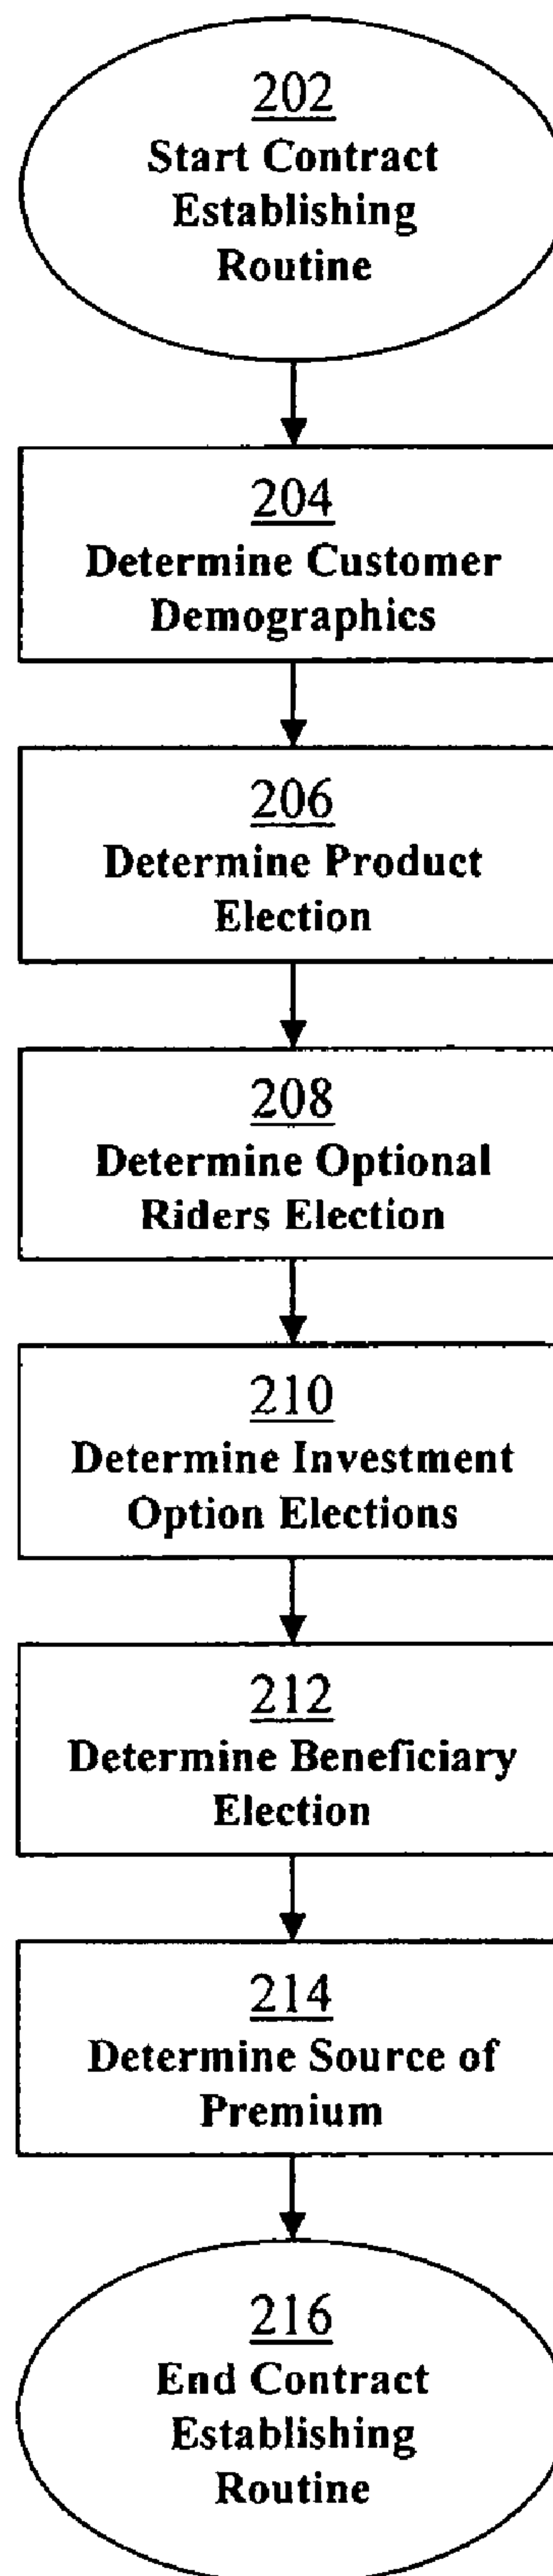 202
Start Contract
Establishing
Routine
204
Determine Customer
Demographics
206
Determine Product
Election
208
Determine Optional
Riders Election
210
Determine Investment
Option Elections
212
Determine Beneficiary
Election
214
Determine Source of
Premium
216
End Contract
Establishing
Routine